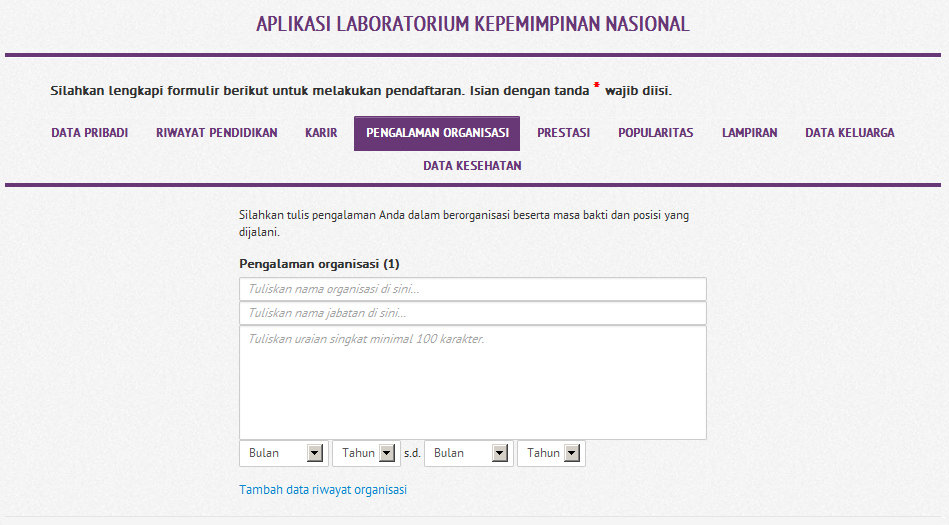 APLIKASI LABORATORIUM KEPEMIMPINAN NASIONAL
Silahkan lengkapi formulir berikut untuk melakukan pendaftaran. Isian dengan tanda * wajib diisi.
DATA PRIBADI RIWAYAT PENDIDIKAN KARIR PENGALAMAN ORGANISASI PRESTASI POPULARITAS LAMPIRAN DATA KELUARGA
DATA KESEHATAN
Silahkan tulis pengalaman Anda dalam berorganisasi beserta masa bakti dan posisi yang
dijalani.
Pengalaman organisasi (1)
Tuliskan nama organisasi di sini...
Tuliskan nama jabatan di sini...
Tuliskan uraian singkat minimal 100 karakter.
Bulan Tahun s.d. Bulan Tahun
Tambah data riwayat organisasi